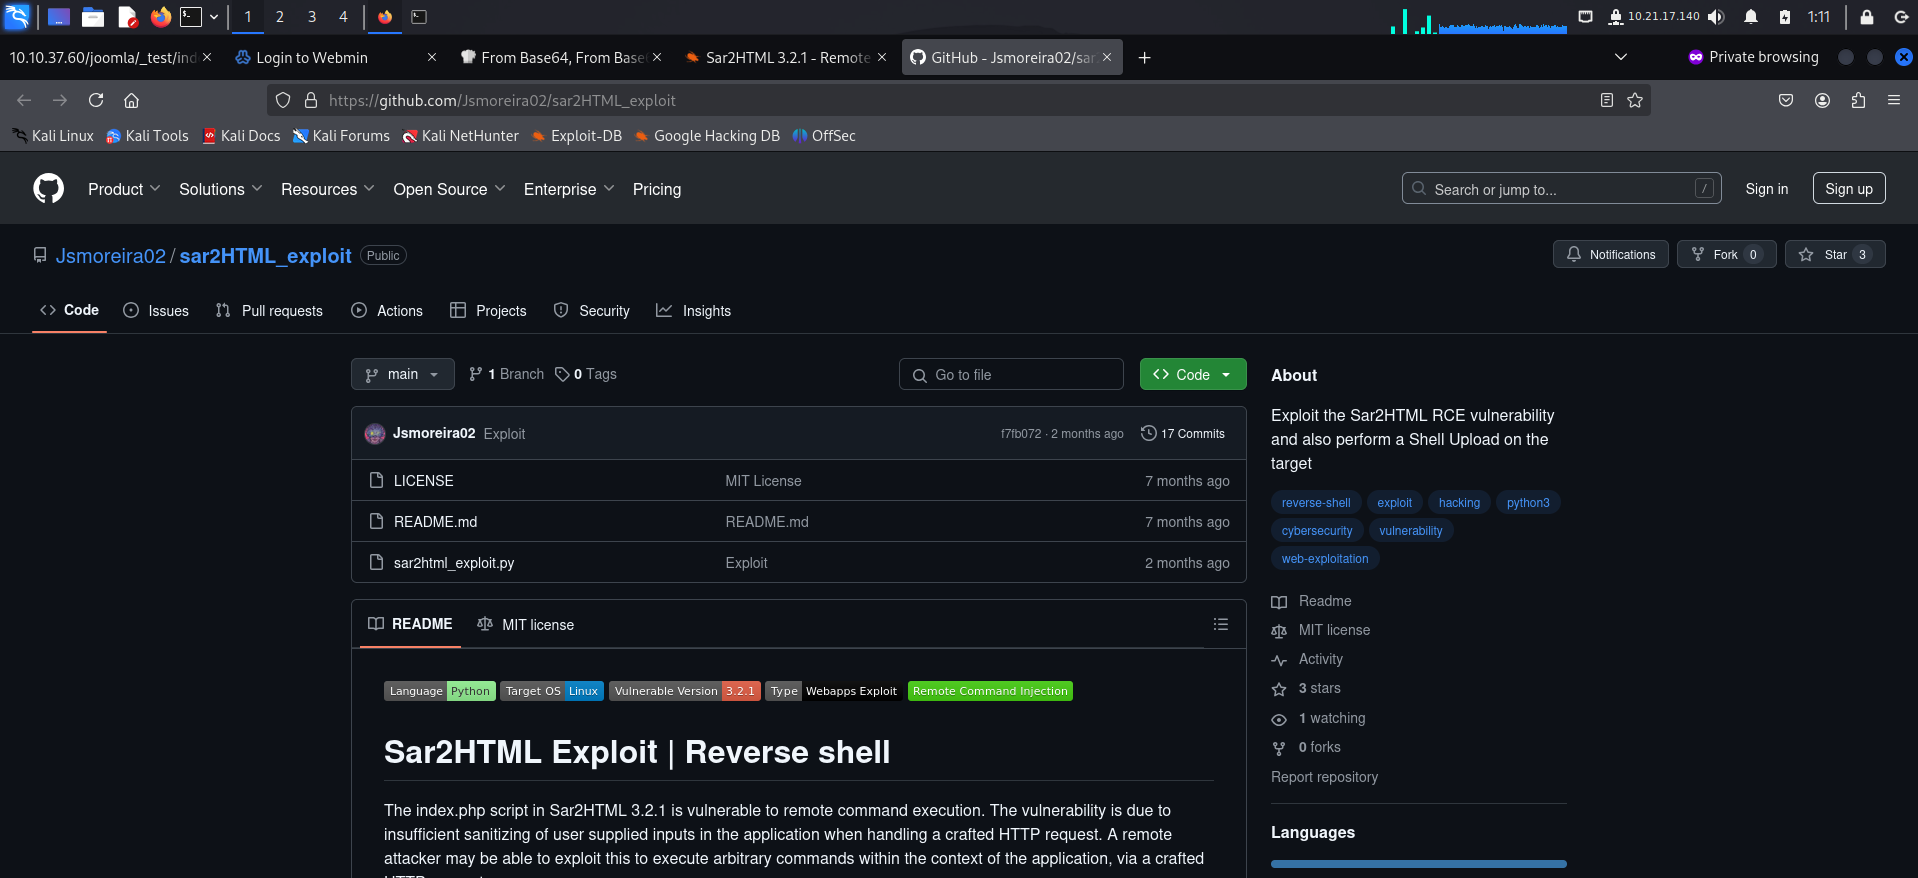 1 2 3 4 10.21.17.140 1:11
10.10.37.60/joomla/_test/ind Login to Webmin From Base64, From Base6 Sar2HTML 3.2.1 - Remote GitHub - Jsmoreira02/sar Private browsing
https://github.com/Jsmoreira02/sar2HTML_exploit
Kali Linux Kali Tools Kali Docs Kali Forums Kali NetHunter Exploit-DB Google Hacking DB OffSec
Product Solutions Resources Open Source Enterprise Pricing Search or jump to... / Sign in Sign up
Jsmoreira02 / sar2HTML_exploit Public Notifications Fork 0 Star 3
Code Issues Pull requests Actions Projects Security Insights
main 1 Branch 0 Tags Go to file Code
Jsmoreira02 Exploit f7fb072 · 2 months ago 17 Commits
LICENSE MIT License 7 months ago
README.md README.md 7 months ago
sar2html_exploit.py Exploit 2 months ago
README MIT license
Language Python Target OS Linux Vulnerable Version 3.2.1 Type Webapps Exploit Remote Command Injection
Sar2HTML Exploit | Reverse shell
The index.php script in Sar2HTML 3.2.1 is vulnerable to remote command execution. The vulnerability is due to
insufficient sanitizing of user supplied inputs in the application when handling a crafted HTTP request. A remote
attacker may be able to exploit this to execute arbitrary commands within the context of the application, via a crafted
About
Exploit the Sar2HTML RCE vulnerability
and also perform a Shell Upload on the
target
reverse-shell exploit hacking python3
cybersecurity vulnerability
web-exploitation
Readme
MIT license
Activity
3 stars
1 watching
0 forks
Report repository
Languages